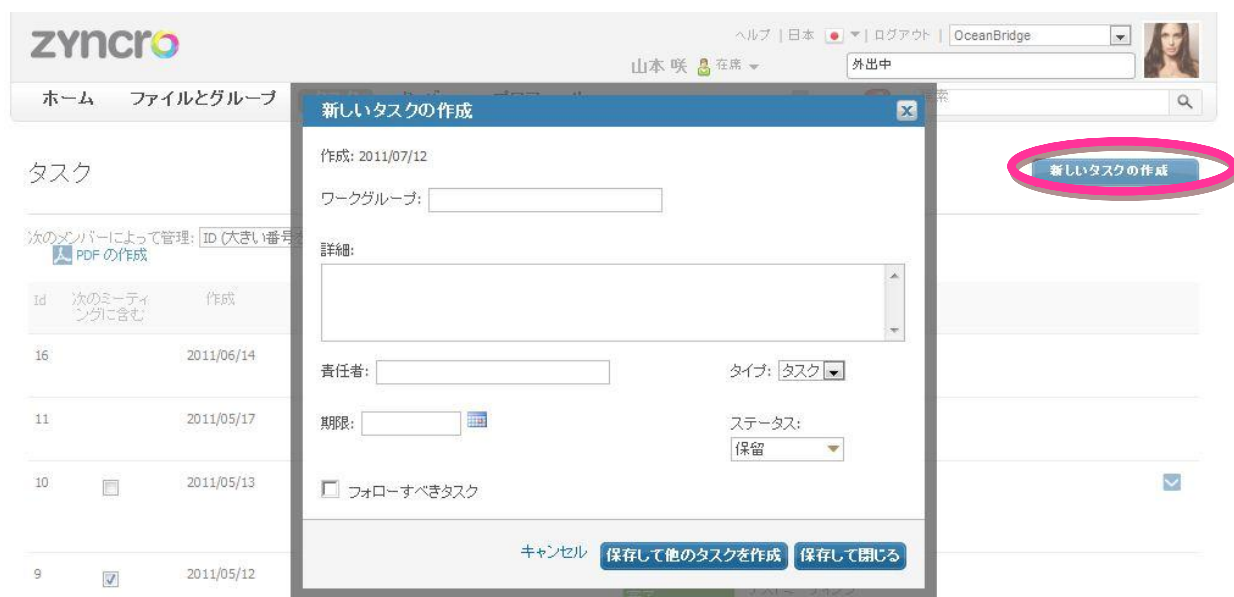 zyncro
ヘルプ | 日本 ▼ | ログアウト | OceanBridge
山本 咲 在席
外出中
ホーム ファイルとグループ
新しいタスクの作成
作成: 2011/07/12
タスク
新しいタスクの作成
ワークグループ:
次のメンバーによって管理: ID (大きい番号
PDF の作成
詳細:
Id 次のミーティングに含む 作成
16 2011/06/14
責任者:
タイプ: タスク
11 2011/05/17
期限:
ステータス:
保留
10 2011/05/13
フォローすべきタスク
キャンセル 保存して他のタスクを作成 保存して閉じる
9 2011/05/12